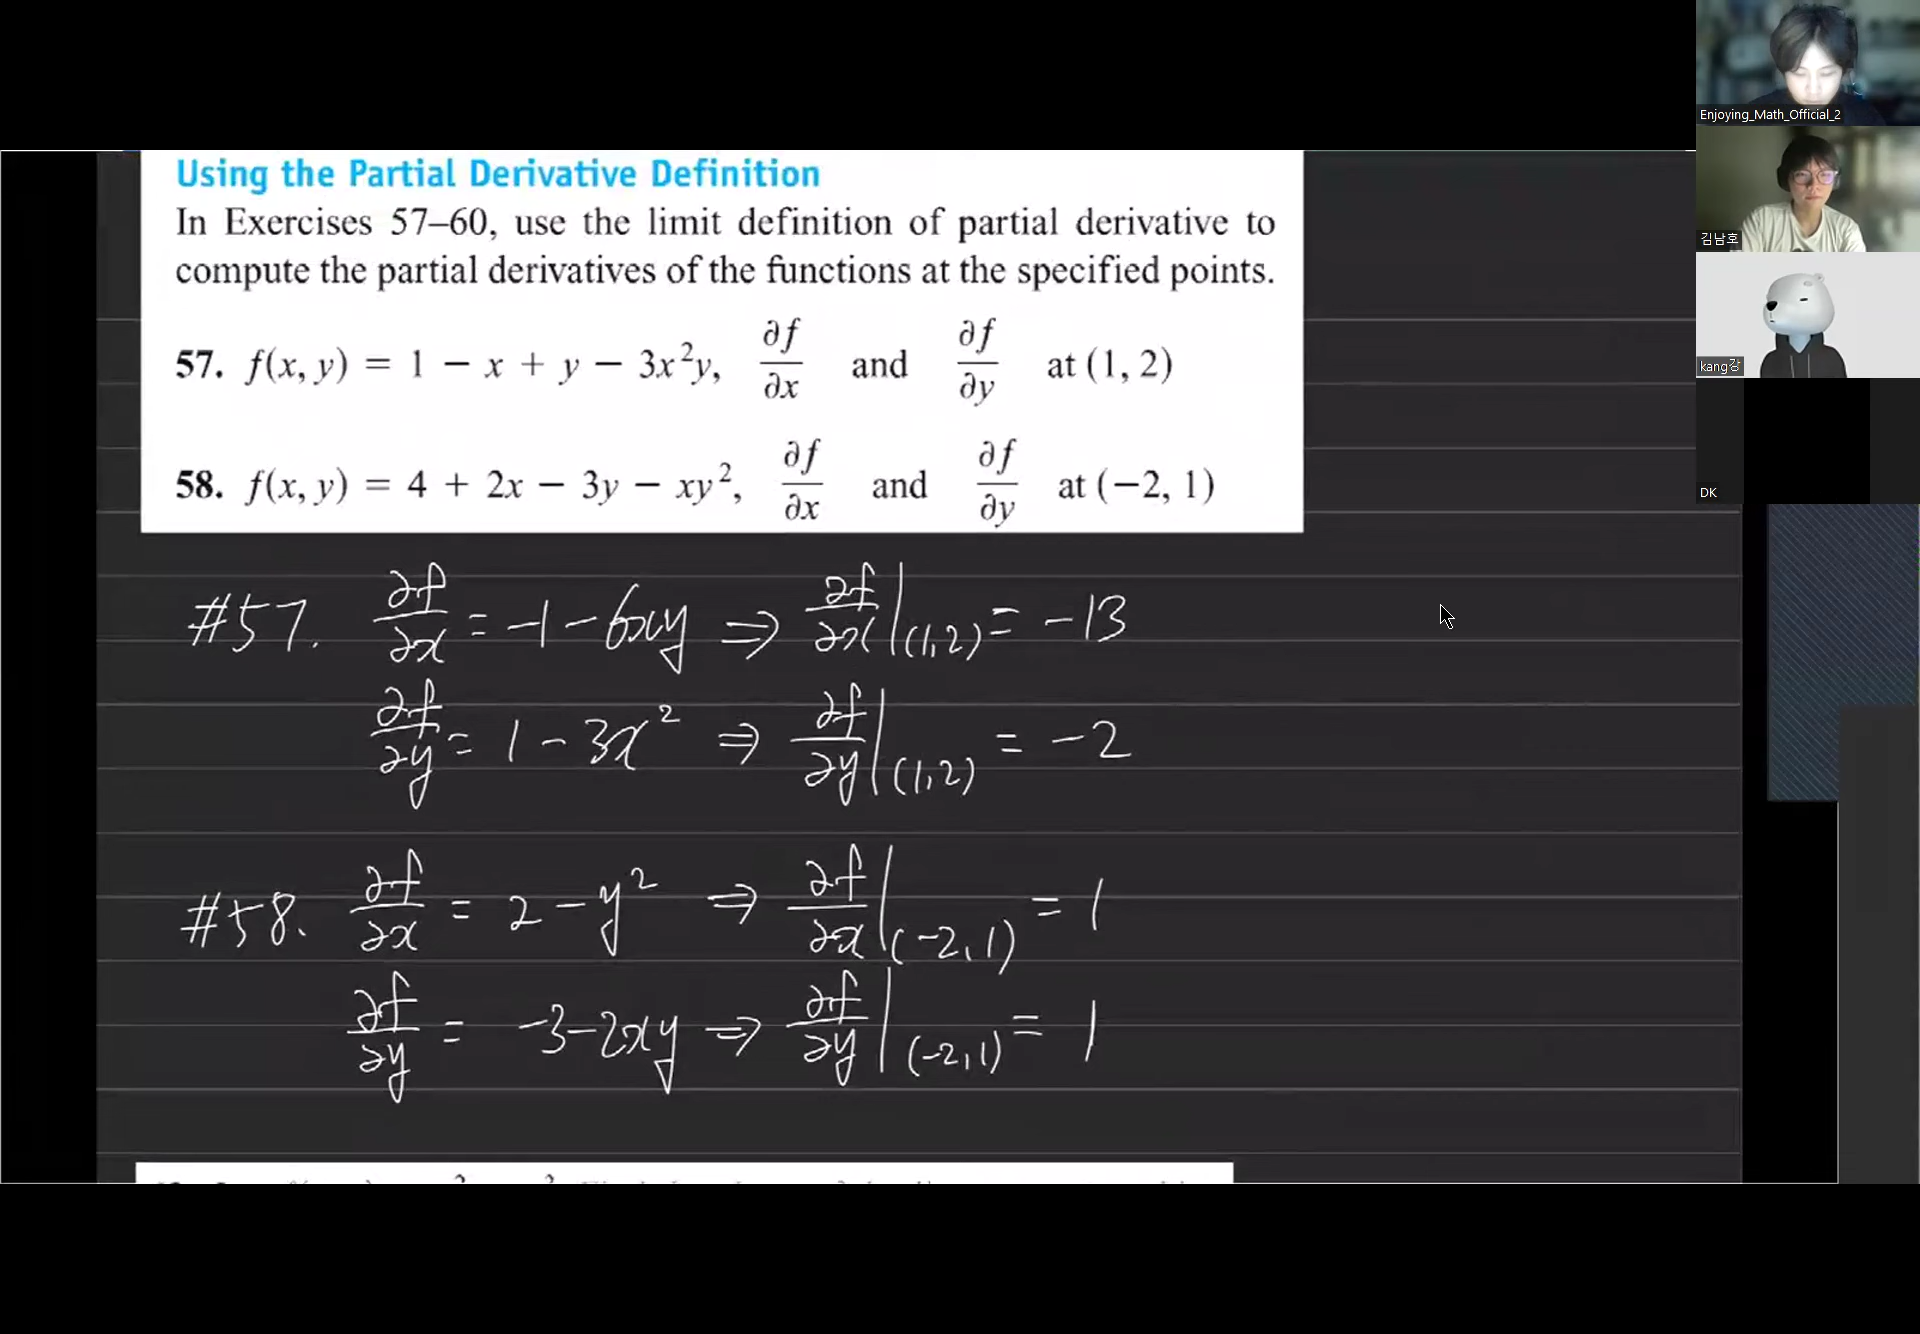 Using the Partial Derivative Definition
In Exercises 57–60, use the limit definition of partial derivative to
compute the partial derivatives of the functions at the specified points.
57. f(x, y) = 1 − x + y − 3x²y, ∂f/∂x and ∂f/∂y at (1, 2)
58. f(x, y) = 4 + 2x − 3y − xy², ∂f/∂x and ∂f/∂y at (−2, 1)
#57. ∂f/∂x = -1-6xy ⇒ ∂f/∂x|(1,2) = -13
∂f/∂y = 1-3x² ⇒ ∂f/∂y|(1,2) = -2
#58. ∂f/∂x = 2-y² ⇒ ∂f/∂x|(-2,1) = 1
∂f/∂y = -3-2xy ⇒ ∂f/∂y|(-2,1) = 1
Enjoying_Math_Official_2
김남호
kang강
DK